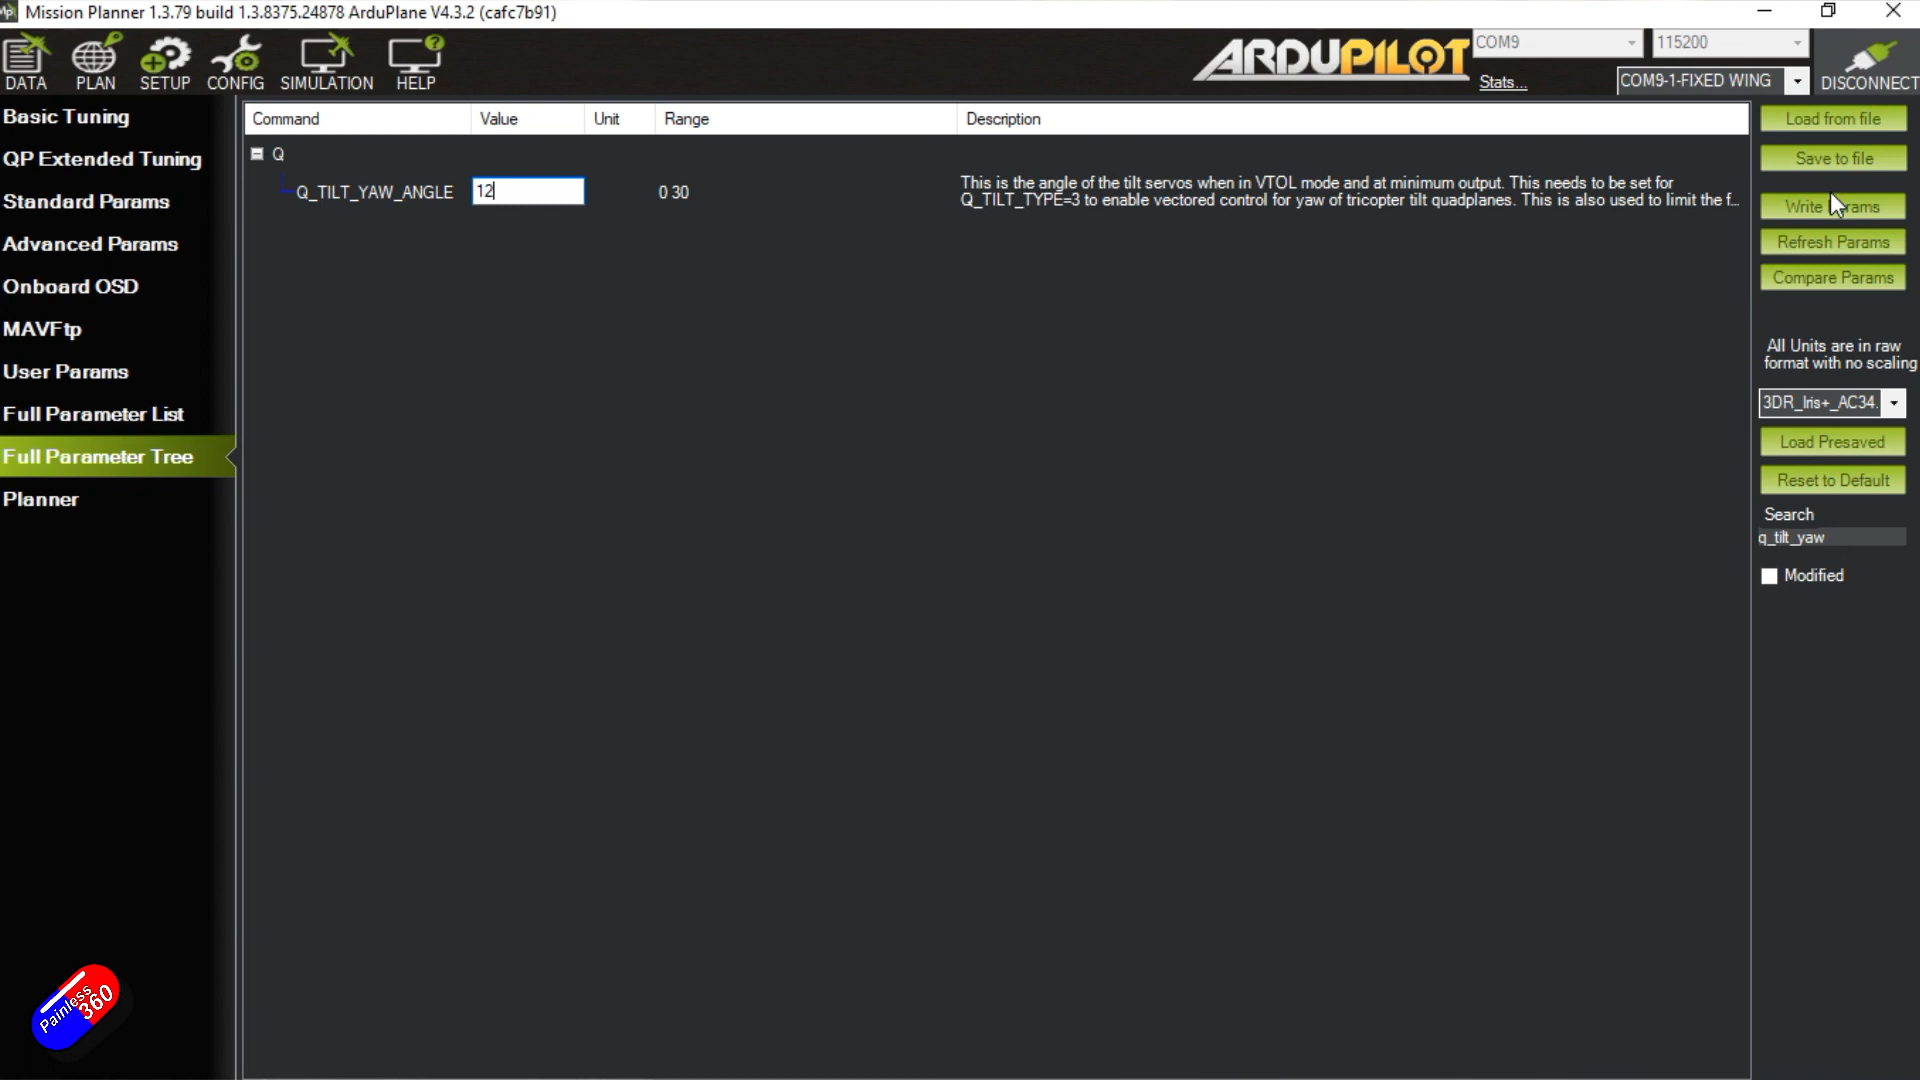 Mission Planner 1.3.79 build 1.3.8375.24878 ArduPlane V4.3.2 (cafc7b91)
DATA
PLAN
SETUP
CONFIG
SIMULATION
HELP
ARDUPILOT
COM9
115200
Stats...
COM9-1-FIXED WING
DISCONNECT
Basic Tuning
QP Extended Tuning
Standard Params
Advanced Params
Onboard OSD
MAVFtp
User Params
Full Parameter List
Full Parameter Tree
Planner
Command
Value
Unit
Range
Description
Q
Q_TILT_YAW_ANGLE
12
0 30
This is the angle of the tilt servos when in VTOL mode and at minimum output. This needs to be set for
Q_TILT_TYPE=3 to enable vectored control for yaw of tricopter tilt quadplanes. This is also used to limit the f...
Load from file
Save to file
Write Params
Refresh Params
Compare Params
All Units are in raw
format with no scaling
3DR_Iris+_AC34.
Load Presaved
Reset to Default
Search
q_tilt_yaw
Modified
Painless
360